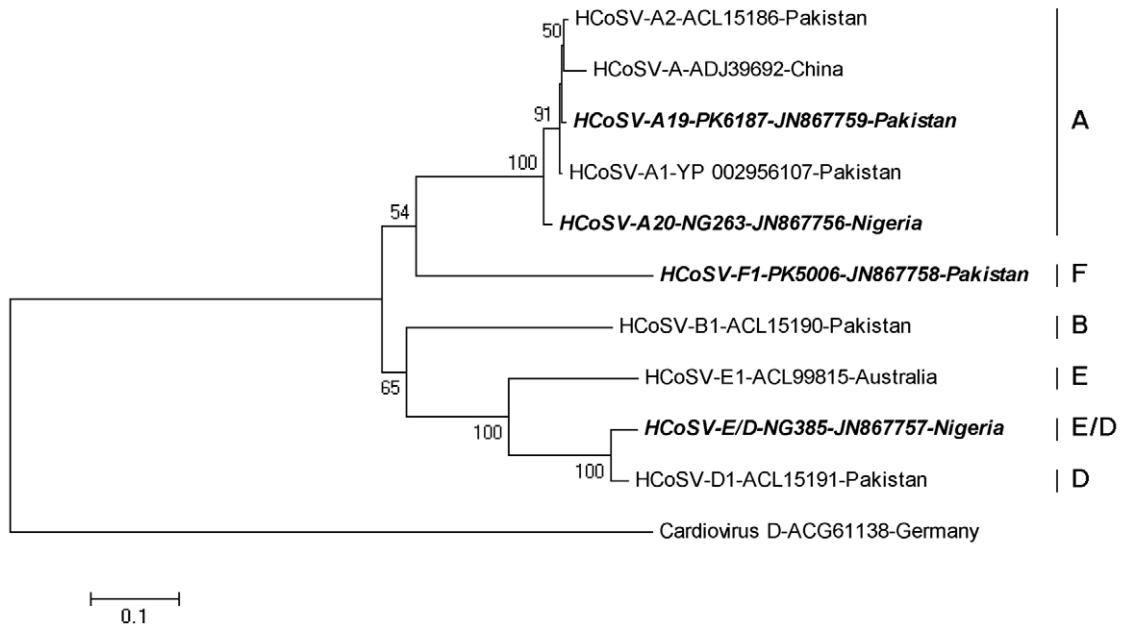 HCoSV-A2-ACL15186-Pakistan
50
HCoSV-A-ADJ39692-China
91
HCoSV-A19-PK6187-JN867759-Pakistan
A
100
HCoSV-A1-YP 002956107-Pakistan
54
HCoSV-A20-NG263-JN867756-Nigeria
HCoSV-F1-PK5006-JN867758-Pakistan
F
HCoSV-B1-ACL15190-Pakistan
B
65
HCoSV-E1-ACL99815-Australia
E
100
HCoSV-E/D-NG385-JN867757-Nigeria
E/D
100
HCoSV-D1-ACL15191-Pakistan
D
Cardiovirus D-ACG61138-Germany
0.1